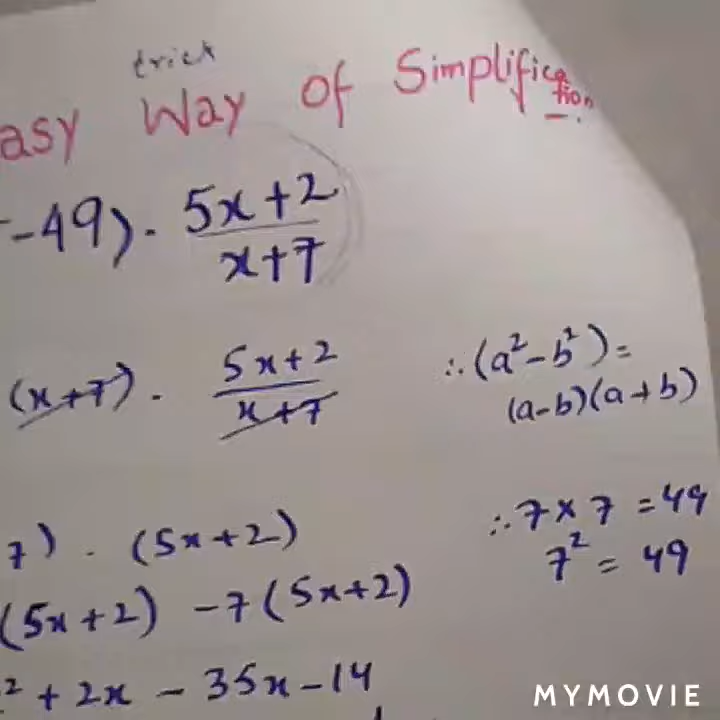 trick
asy Way Of Simplification
-49) . 5x+2
x+7
(x+7) . 5x+2
x+7
∴(a²-b²)=
(a-b)(a+b)
7) . (5x+2)
∴7×7=49
7²=49
(5x+2) -7(5x+2)
² + 2x - 35x-14
MYMOVIE